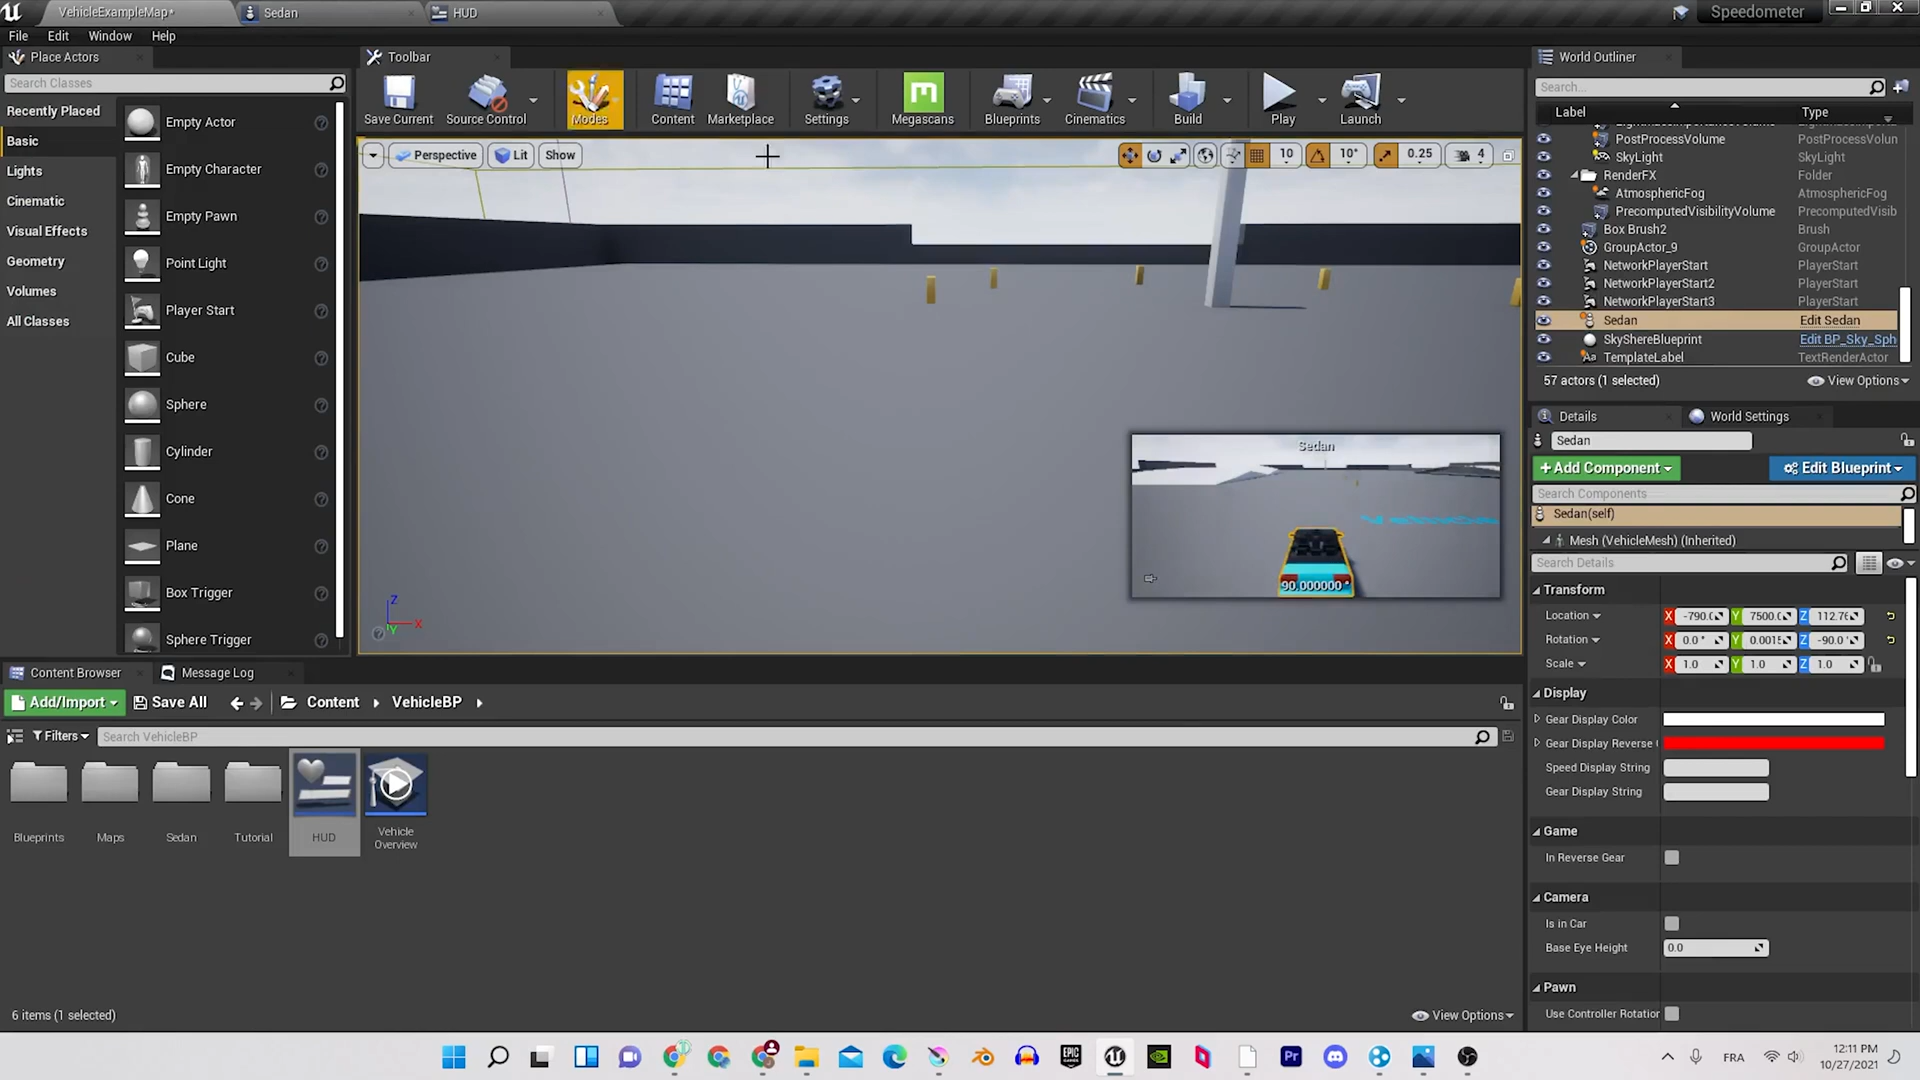 VehicleExampleMap*
Sedan
HUD
Speedometer
File
Edit
Window
Help
Place Actors
Toolbar
World Outliner
Search Classes
Recently Placed
Basic
Lights
Cinematic
Visual Effects
Geometry
Volumes
All Classes
Empty Actor
Empty Character
Empty Pawn
Point Light
Player Start
Cube
Sphere
Cylinder
Cone
Plane
Box Trigger
Sphere Trigger
Save Current
Source Control
Modes
Content
Marketplace
Settings
Megascans
Blueprints
Cinematics
Build
Play
Launch
Perspective
Lit
Show
10
10°
0.25
4
Sedan
90.000000 °
Z
X
Y
Search...
Label
Type
PostProcessVolume
PostProcessVolun
SkyLight
SkyLight
RenderFX
Folder
AtmosphericFog
AtmosphericFog
PrecomputedVisibilityVolume
PrecomputedVisib
Box Brush2
Brush
GroupActor_9
GroupActor
NetworkPlayerStart
PlayerStart
NetworkPlayerStart2
PlayerStart
NetworkPlayerStart3
PlayerStart
Sedan
Edit Sedan
SkyShereBlueprint
Edit BP_Sky_Sph
TemplateLabel
TextRenderActor
57 actors (1 selected)
View Options
Details
World Settings
Sedan
+Add Component
Edit Blueprint
Search Components
Sedan(self)
Mesh (VehicleMesh) (Inherited)
Search Details
Transform
Location
X -790.(
Y 7500.(
Z 112.76
Rotation
X 0.0 °
Y 0.001
Z -90.0
Scale
X 1.0
Y 1.0
Z 1.0
Display
Gear Display Color
Gear Display Reverse
Speed Display String
Gear Display String
Game
In Reverse Gear
Camera
Is in Car
Base Eye Height
0.0
Pawn
Use Controller Rotation
Content Browser
Message Log
Add/Import
Save All
Content
VehicleBP
Filters
Search VehicleBP
Blueprints
Maps
Sedan
Tutorial
HUD
Vehicle
Overview
6 items (1 selected)
View Options
EPIC
GAMES
Pr
FRA
12:11 PM
10/27/2021